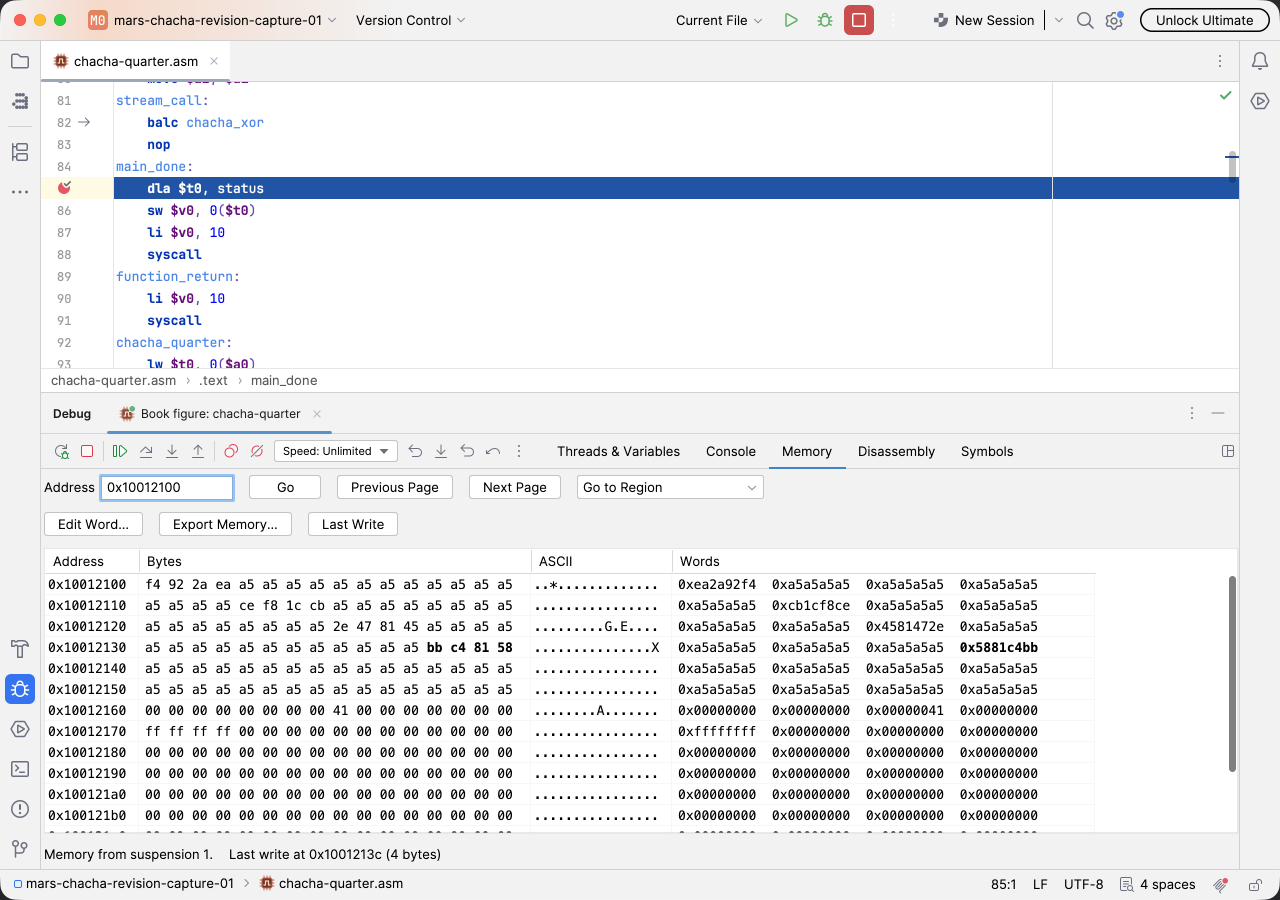 M0 mars-chacha-revision-capture-01 Version Control Current File New Session Unlock Ultimate
chacha-quarter.asm
81 stream_call:
82 balc chacha_xor
83 nop
84 main_done:
dla $t0, status
86 sw $v0, 0($t0)
87 li $v0, 10
88 syscall
89 function_return:
90 li $v0, 10
91 syscall
92 chacha_quarter:
93 lw $t0, 0($a0)
chacha-quarter.asm › .text › main_done
Debug Book figure: chacha-quarter
Speed: Unlimited Threads & Variables Console Memory Disassembly Symbols
Address 0x10012100 Go Previous Page Next Page Go to Region
Edit Word... Export Memory... Last Write
Address Bytes ASCII Words
0x10012100 f4 92 2a ea a5 a5 a5 a5 a5 a5 a5 a5 a5 a5 a5 a5 ..*............. 0xea2a92f4 0xa5a5a5a5 0xa5a5a5a5 0xa5a5a5a5
0x10012110 a5 a5 a5 a5 ce f8 1c cb a5 a5 a5 a5 a5 a5 a5 a5 ................ 0xa5a5a5a5 0xcb1cf8ce 0xa5a5a5a5 0xa5a5a5a5
0x10012120 a5 a5 a5 a5 a5 a5 a5 a5 2e 47 81 45 a5 a5 a5 a5 .........G.E.... 0xa5a5a5a5 0xa5a5a5a5 0x4581472e 0xa5a5a5a5
0x10012130 a5 a5 a5 a5 a5 a5 a5 a5 a5 a5 a5 a5 bb c4 81 58 ...............X 0xa5a5a5a5 0xa5a5a5a5 0xa5a5a5a5 0x5881c4bb
0x10012140 a5 a5 a5 a5 a5 a5 a5 a5 a5 a5 a5 a5 a5 a5 a5 a5 ................ 0xa5a5a5a5 0xa5a5a5a5 0xa5a5a5a5 0xa5a5a5a5
0x10012150 a5 a5 a5 a5 a5 a5 a5 a5 a5 a5 a5 a5 a5 a5 a5 a5 ................ 0xa5a5a5a5 0xa5a5a5a5 0xa5a5a5a5 0xa5a5a5a5
0x10012160 00 00 00 00 00 00 00 00 41 00 00 00 00 00 00 00 ........A....... 0x00000000 0x00000000 0x00000041 0x00000000
0x10012170 ff ff ff ff 00 00 00 00 00 00 00 00 00 00 00 00 ................ 0xffffffff 0x00000000 0x00000000 0x00000000
0x10012180 00 00 00 00 00 00 00 00 00 00 00 00 00 00 00 00 ................ 0x00000000 0x00000000 0x00000000 0x00000000
0x10012190 00 00 00 00 00 00 00 00 00 00 00 00 00 00 00 00 ................ 0x00000000 0x00000000 0x00000000 0x00000000
0x100121a0 00 00 00 00 00 00 00 00 00 00 00 00 00 00 00 00 ................ 0x00000000 0x00000000 0x00000000 0x00000000
0x100121b0 00 00 00 00 00 00 00 00 00 00 00 00 00 00 00 00 ................ 0x00000000 0x00000000 0x00000000 0x00000000
Memory from suspension 1. Last write at 0x1001213c (4 bytes)
mars-chacha-revision-capture-01 › chacha-quarter.asm 85:1 LF UTF-8 4 spaces